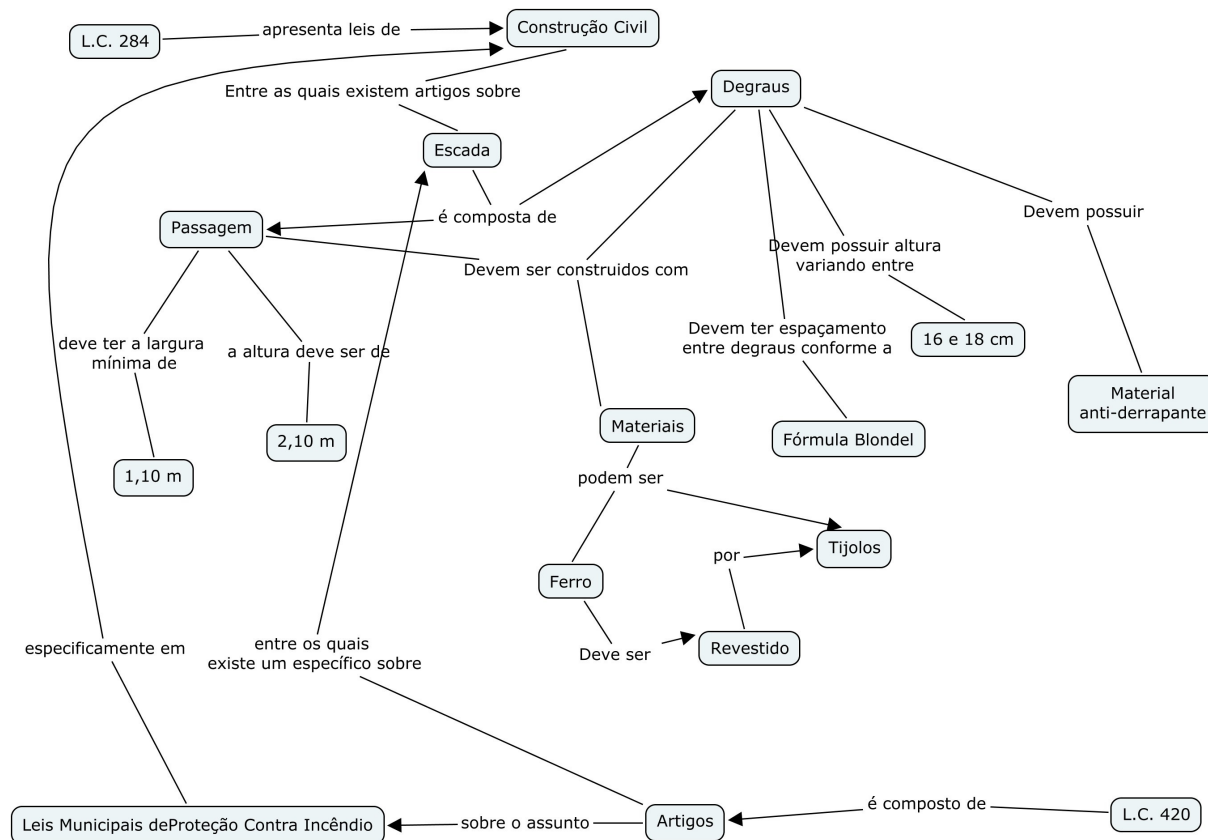 L.C. 284
apresenta leis de
Construção Civil
Entre as quais existem artigos sobre
Degraus
Escada
é composta de
Passagem
Devem possuir
Devem possuir altura
variando entre
Devem ser construidos com
deve ter a largura
mínima de
a altura deve ser de
Devem ter espaçamento
entre degraus conforme a
16 e 18 cm
Material
anti-derrapante
Materiais
Fórmula Blondel
2,10 m
1,10 m
podem ser
Tijolos
por
Ferro
Deve ser
Revestido
especificamente em
entre os quais
existe um específico sobre
Leis Municipais deProteção Contra Incêndio
sobre o assunto
Artigos
é composto de
L.C. 420